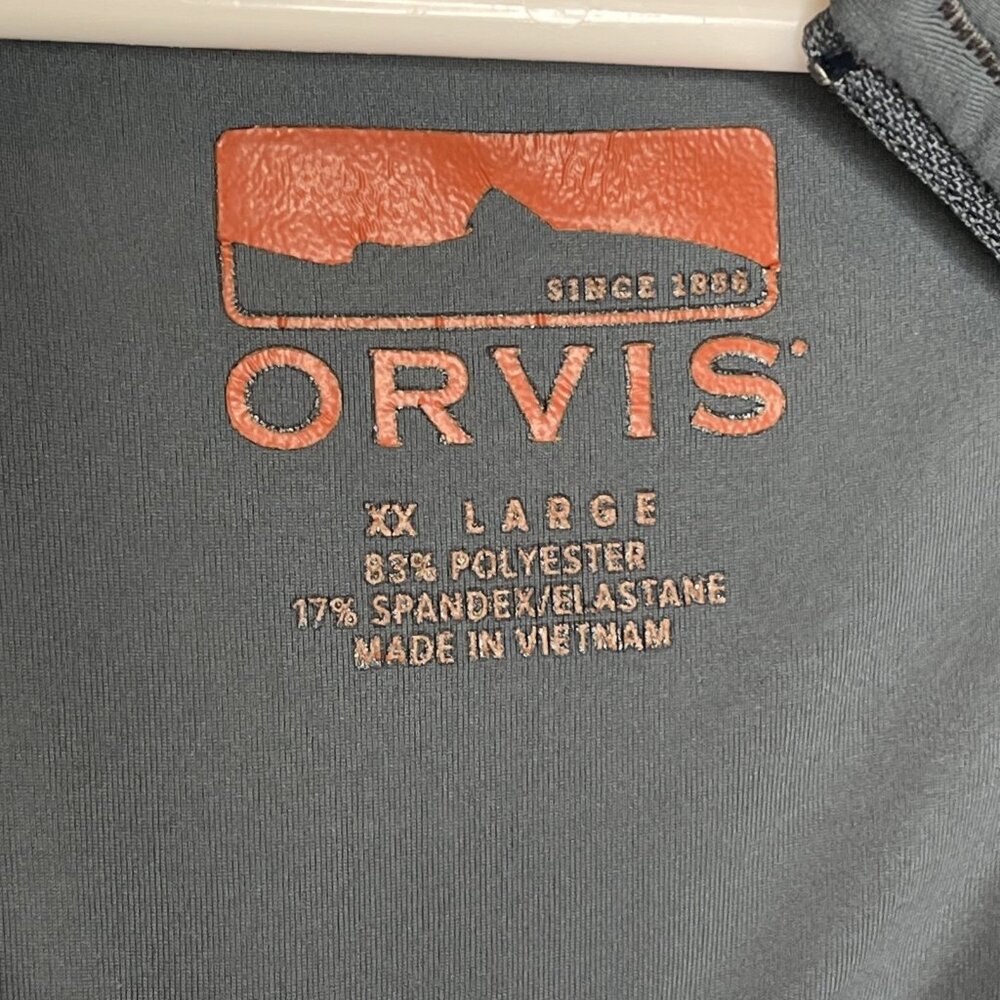 SINCE 1856
ORVIS
XX LARGE
83% POLYESTER
17% SPANDEX/ELASTANE
MADE IN VIETNAM